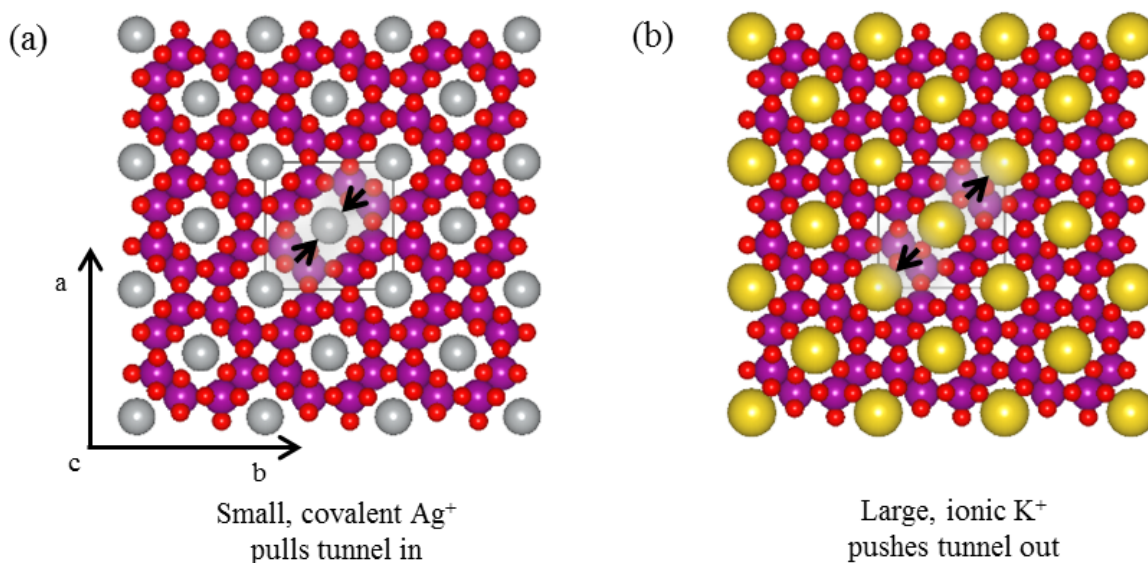 (a)
(b)
a
c
b
Small, covalent Ag⁺
pulls tunnel in
Large, ionic K⁺
pushes tunnel out